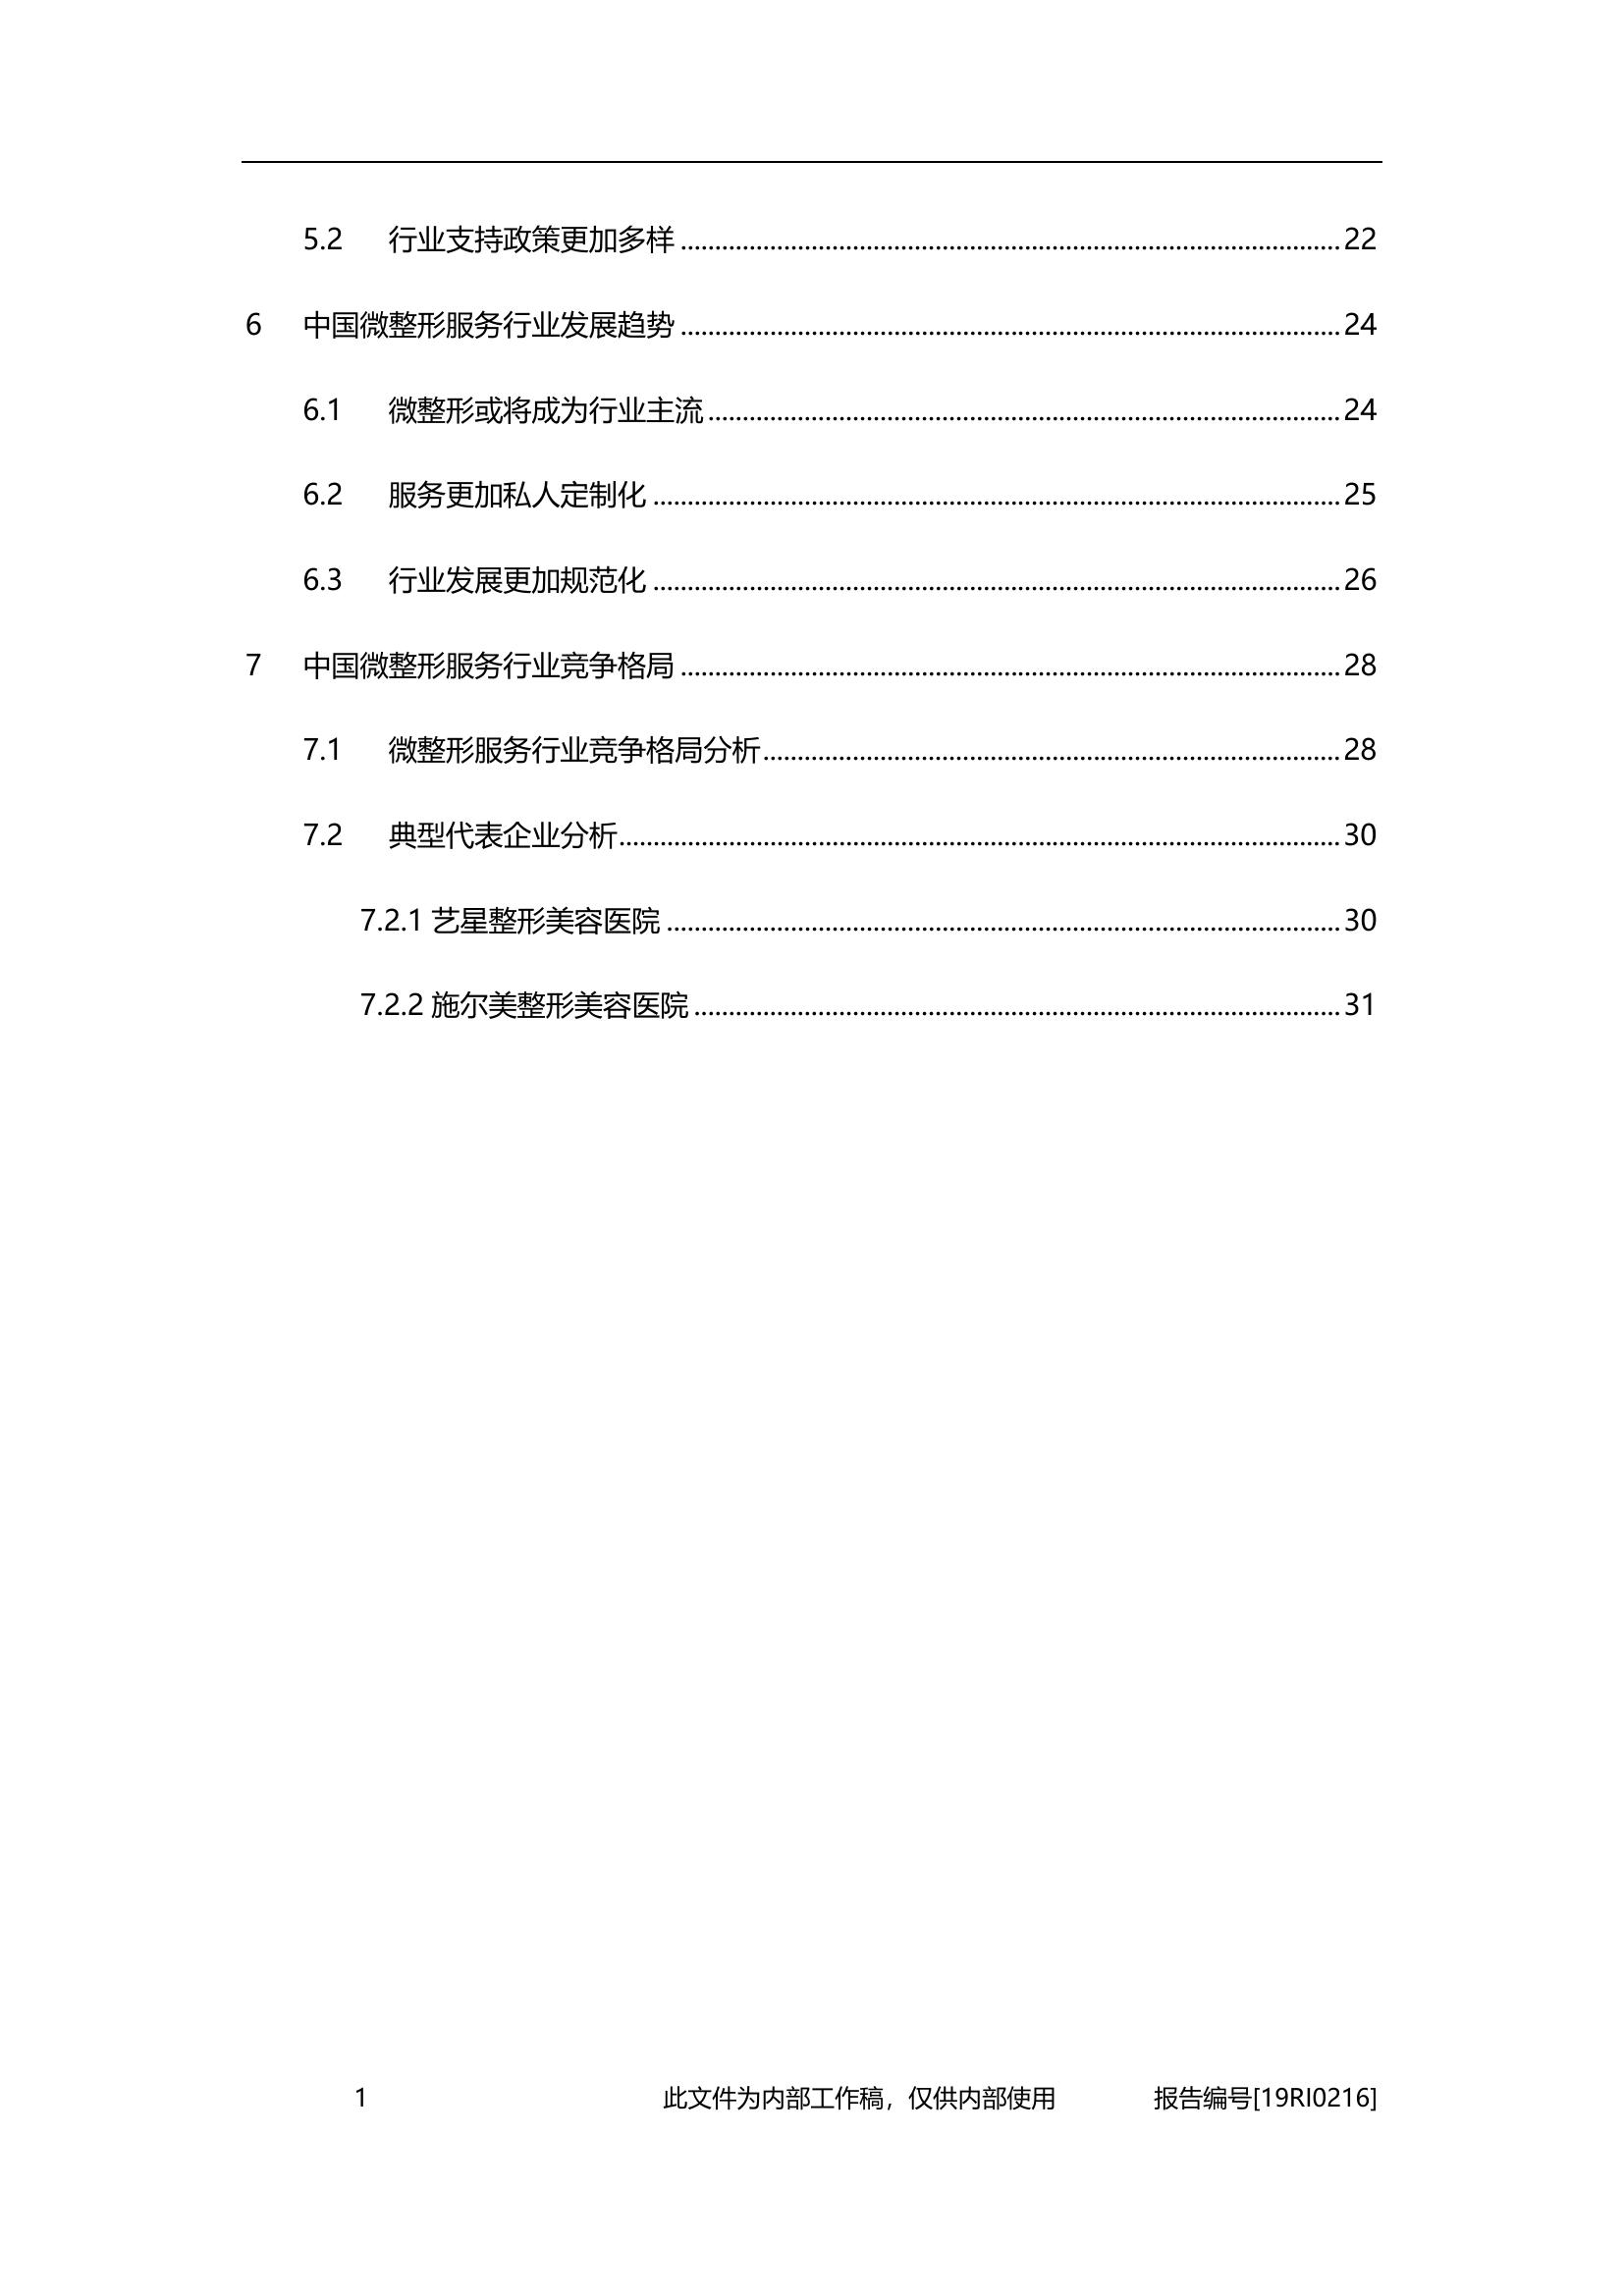 5.2 行业支持政策更加多样 ........ 22
6 中国微整形服务行业发展趋势 ........ 24
6.1 微整形或将成为行业主流 ........ 24
6.2 服务更加私人定制化 ........ 25
6.3 行业发展更加规范化 ........ 26
7 中国微整形服务行业竞争格局 ........ 28
7.1 微整形服务行业竞争格局分析 ........ 28
7.2 典型代表企业分析 ........ 30
7.2.1 艺星整形美容医院 ........ 30
7.2.2 施尔美整形美容医院 ........ 31
1 此文件为内部工作稿，仅供内部使用 报告编号[19RI0216]